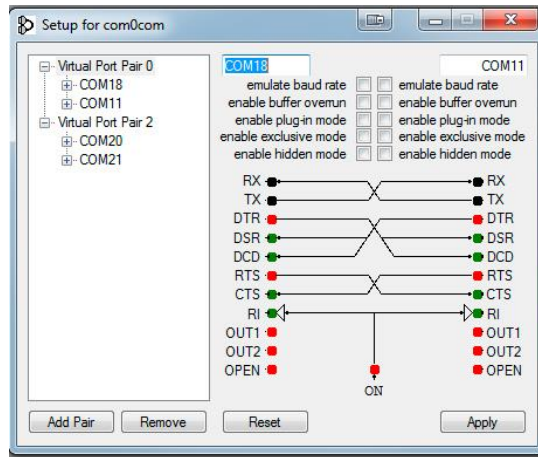 Setup for com0com
Virtual Port Pair 0
COM18
COM11
Virtual Port Pair 2
COM20
COM21
COM18 COM11
emulate baud rate emulate baud rate
enable buffer overrun enable buffer overrun
enable plug-in mode enable plug-in mode
enable exclusive mode enable exclusive mode
enable hidden mode enable hidden mode
RX RX
TX TX
DTR DTR
DSR DSR
DCD DCD
RTS RTS
CTS CTS
RI RI
OUT1 OUT1
OUT2 OUT2
OPEN OPEN
ON
Add Pair Remove Reset Apply